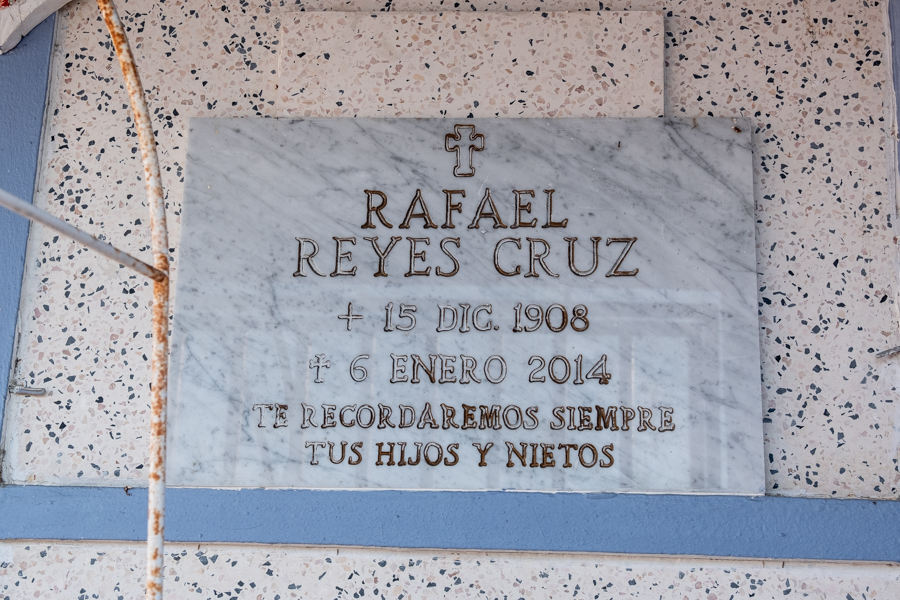 RAFAEL
REYES CRUZ
+ 15 DIC. 1908
✝ 6 ENERO 2014
TE RECORDAREMOS SIEMPRE
TUS HIJOS Y NIETOS